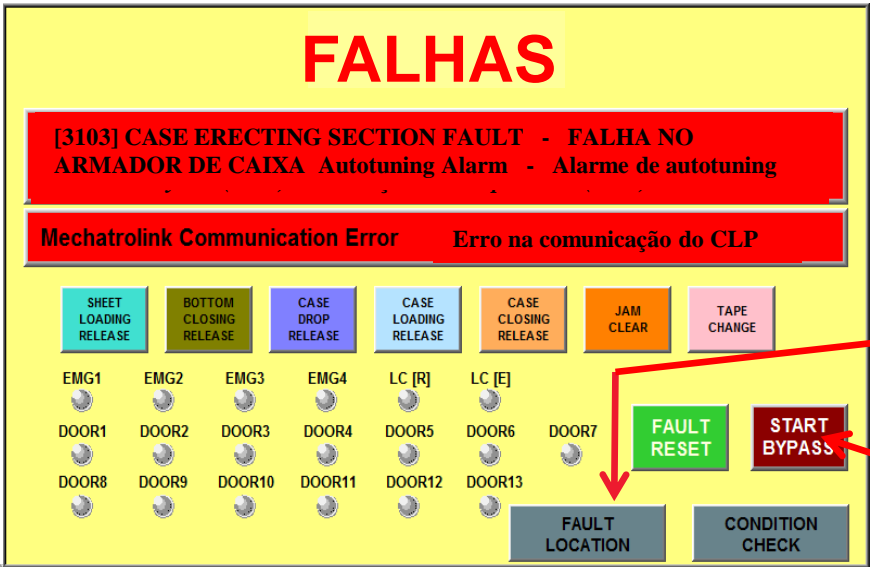 FALHAS
[3103] CASE ERECTING SECTION FAULT - FALHA NO
ARMADOR DE CAIXA Autotuning Alarm - Alarme de autotuning
Mechatrolink Communication Error Erro na comunicação do CLP
SHEET LOADING RELEASE
BOTTOM CLOSING RELEASE
CASE DROP RELEASE
CASE LOADING RELEASE
CASE CLOSING RELEASE
JAM CLEAR
TAPE CHANGE
EMG1 EMG2 EMG3 EMG4 LC [R] LC [E]
DOOR1 DOOR2 DOOR3 DOOR4 DOOR5 DOOR6 DOOR7
FAULT RESET
START BYPASS
DOOR8 DOOR9 DOOR10 DOOR11 DOOR12 DOOR13
FAULT LOCATION
CONDITION CHECK